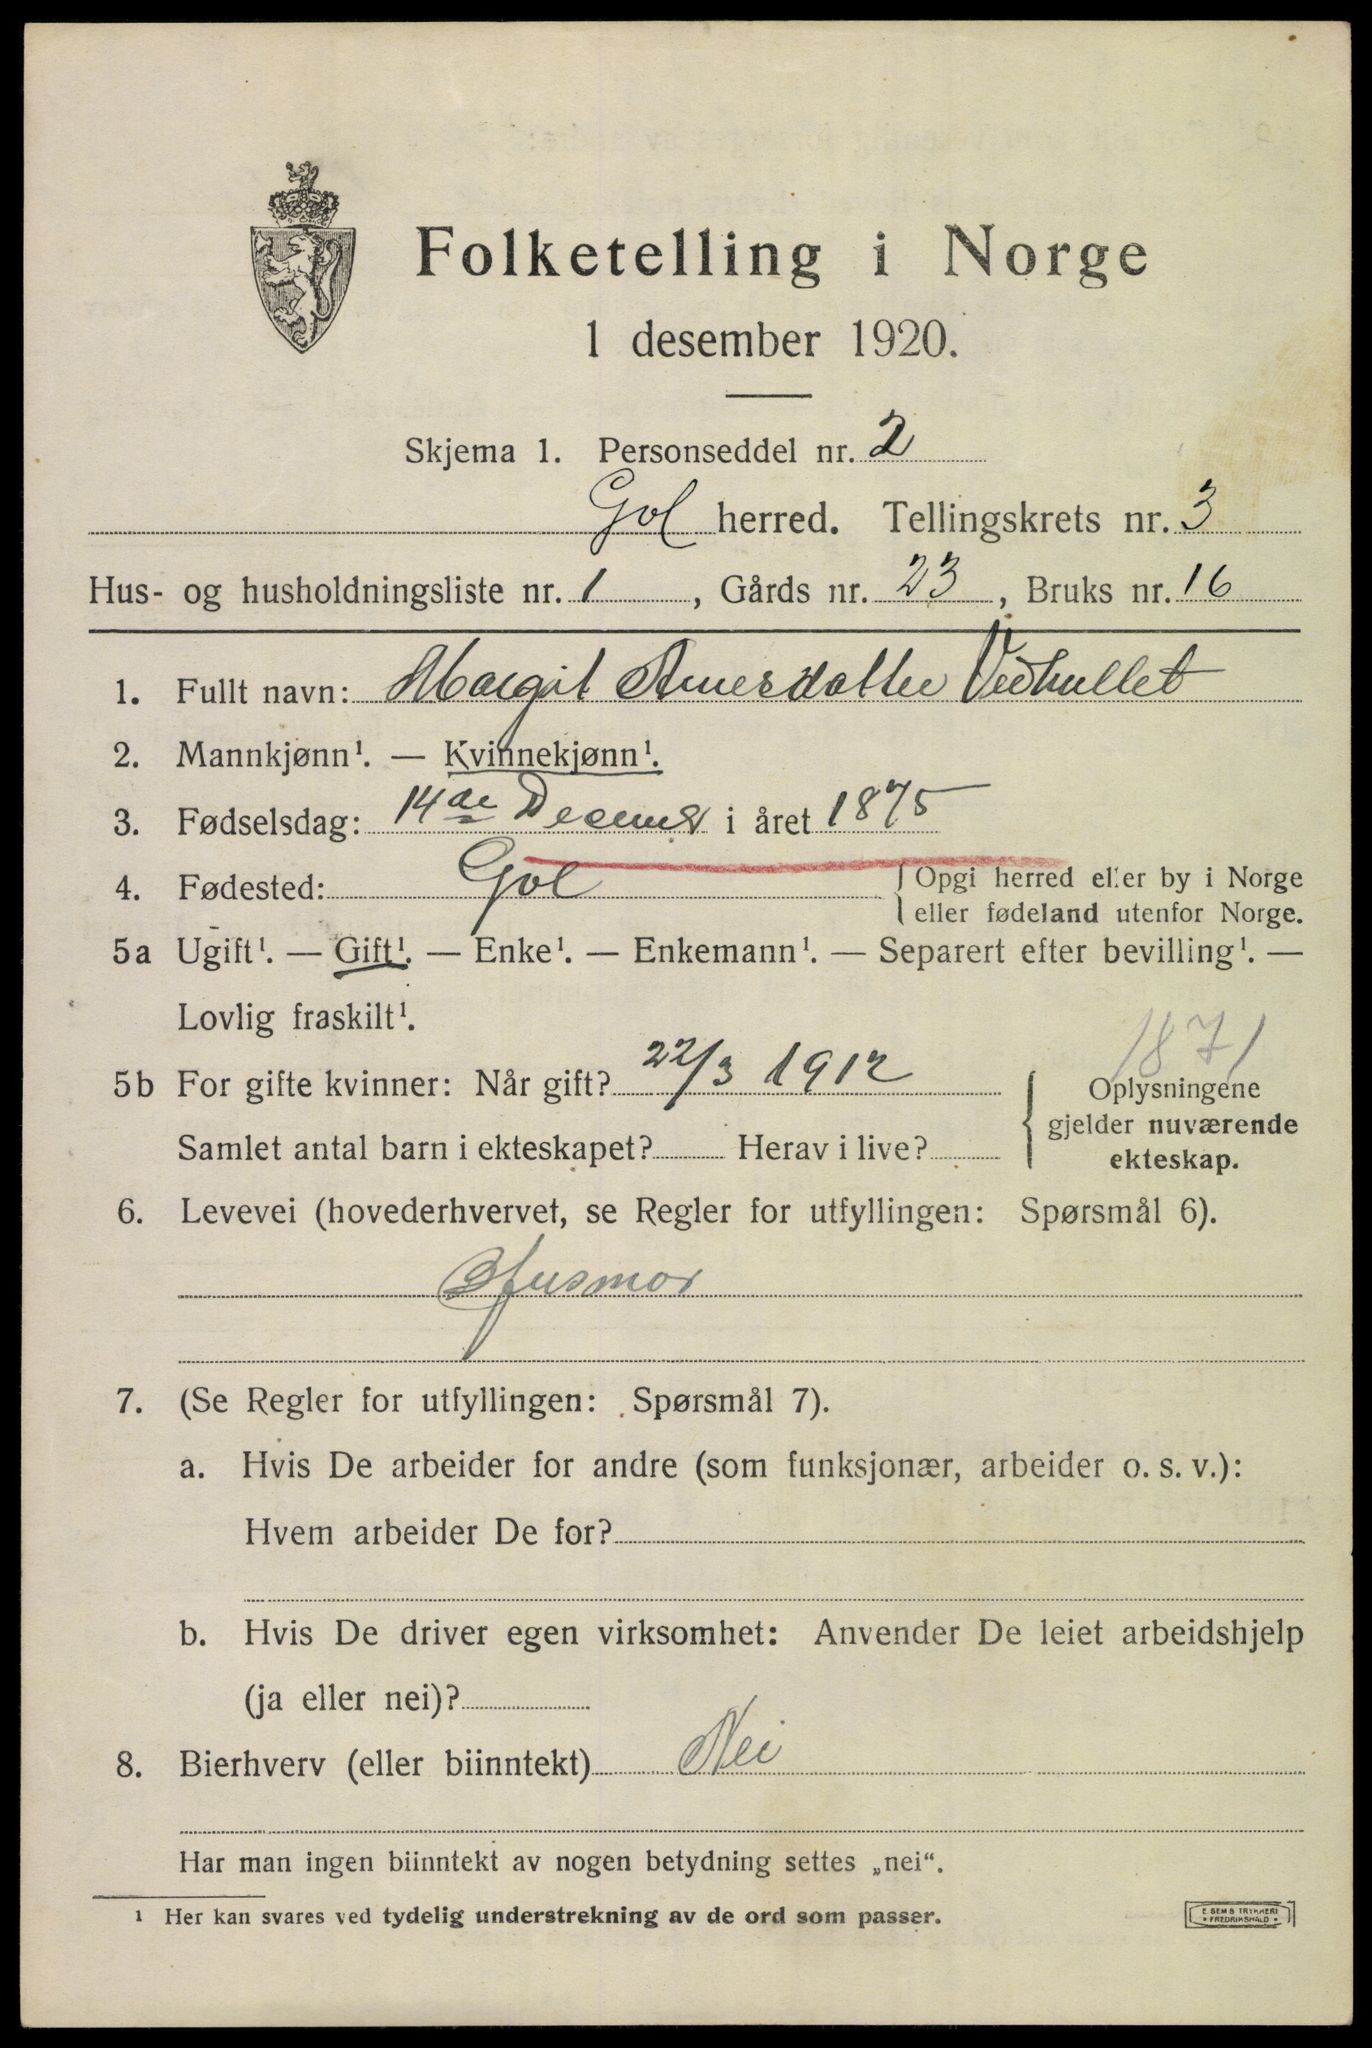 Folketelling i Norge
1 desember 1920.
Skjema 1. Personseddel nr. 2
Gol herred. Tellingskrets nr. 3
Hus- og husholdningsliste nr. 1, Gårds nr. 23, Bruks nr. 16
1. Fullt navn: Margit Arnesdatter Vedhullet
2. Mannkjønn¹. — Kvinnekjønn¹.
3. Fødselsdag: 14de Decemr i året 1875
4. Fødested: Gol {Opgi herred eller by i Norge
eller fødeland utenfor Norge.
5a Ugift¹. — Gift¹. — Enke¹. — Enkemann¹. — Separert efter bevilling¹. —
Lovlig fraskilt¹.
1871
5b For gifte kvinner: Når gift? 22/3 1912 { Oplysningene
gjelder nuværende
Samlet antal barn i ekteskapet? Herav i live? ekteskap.
6. Levevei (hovederhvervet, se Regler for utfyllingen: Spørsmål 6).
Husmor
7. (Se Regler for utfyllingen: Spørsmål 7).
a. Hvis De arbeider for andre (som funksjonær, arbeider o. s. v.):
Hvem arbeider De for?
b. Hvis De driver egen virksomhet: Anvender De leiet arbeidshjelp
(ja eller nei)?
8. Bierhverv (eller biinntekt) Nei
Har man ingen biinntekt av nogen betydning settes „nei".
¹ Her kan svares ved tydelig understrekning av de ord som passer.
E. SEMS TRYKKERI
• FREDRIKSHALD •